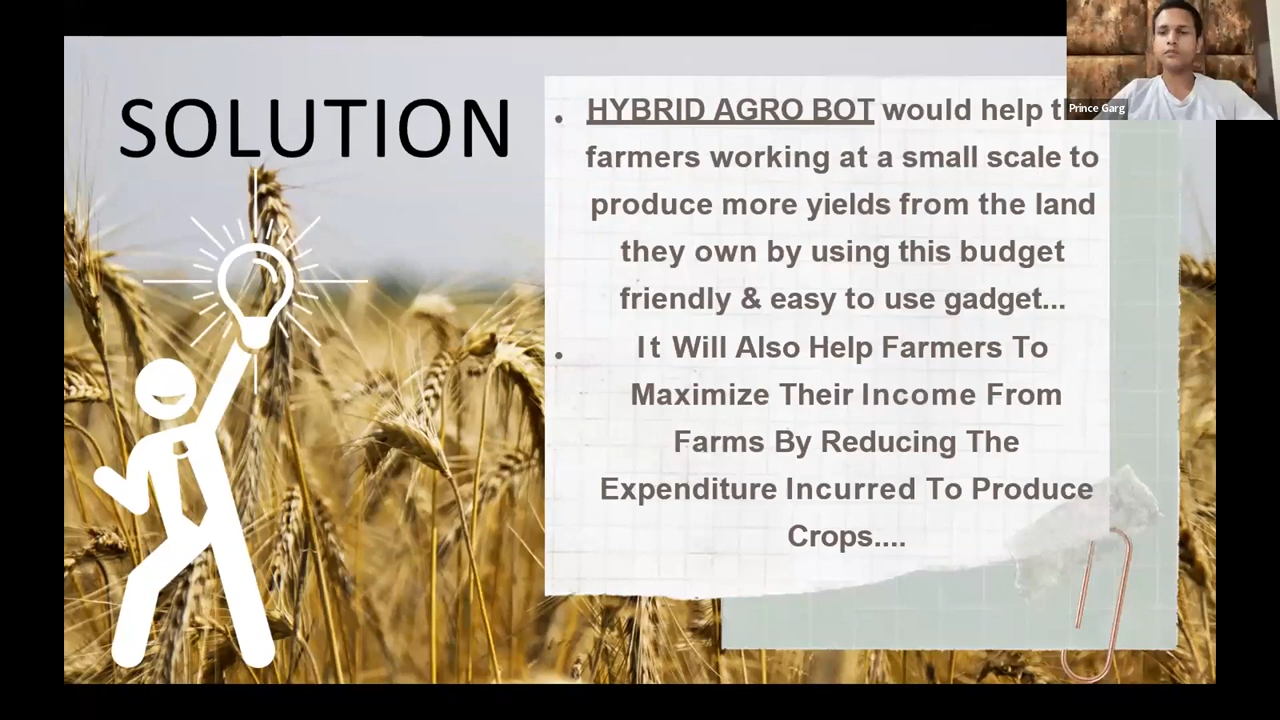 SOLUTION
HYBRID AGRO BOT would help
farmers working at a small scale to
produce more yields from the land
they own by using this budget
friendly & easy to use gadget...
It Will Also Help Farmers To
Maximize Their Income From
Farms By Reducing The
Expenditure Incurred To Produce
Crops....
Prince Garg